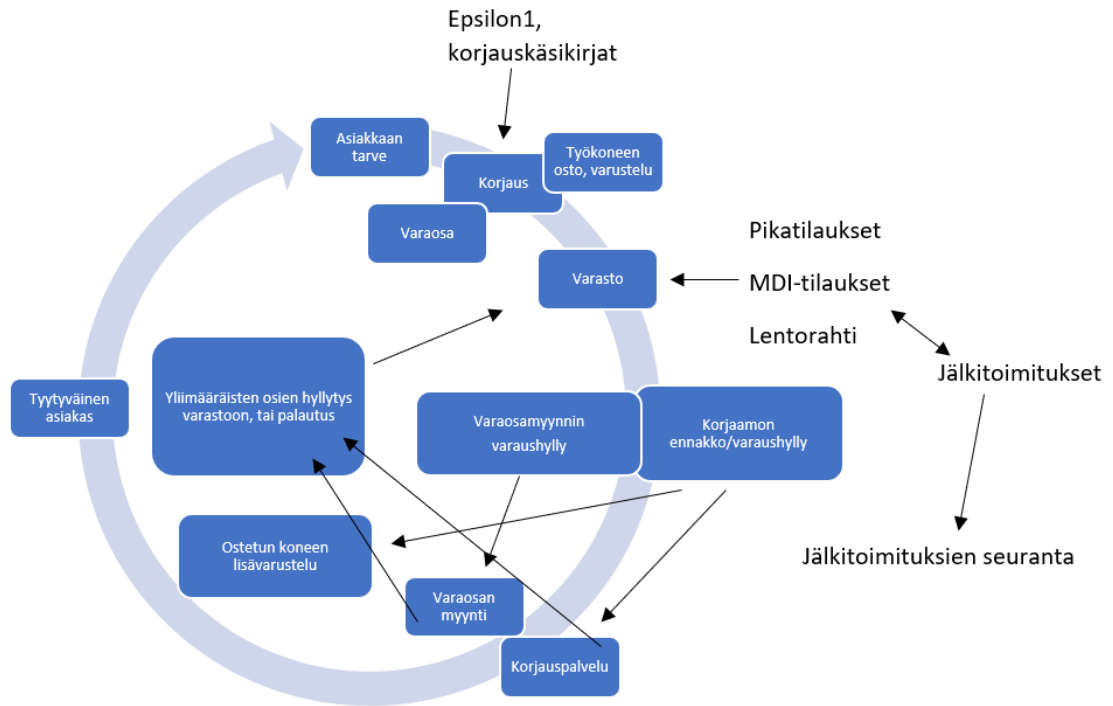 Epsilon1,
korjauskäsikirjat
Asiakkaan
tarve
Korjaus
Työkoneen
osto, varustelu
Varaosa
Varasto
Pikatilaukset
MDI-tilaukset
Lentorahti
Jälkitoimitukset
Tyytyväinen
asiakas
Yliimääräisten osien hyllytys
varastoon, tai palautus
Varaosamyynnin
varaushylly
Korjaamon
ennakko/varaushylly
Ostetun koneen
lisävarustelu
Jälkitoimituksien seuranta
Varaosan
myynti
Korjauspalvelu